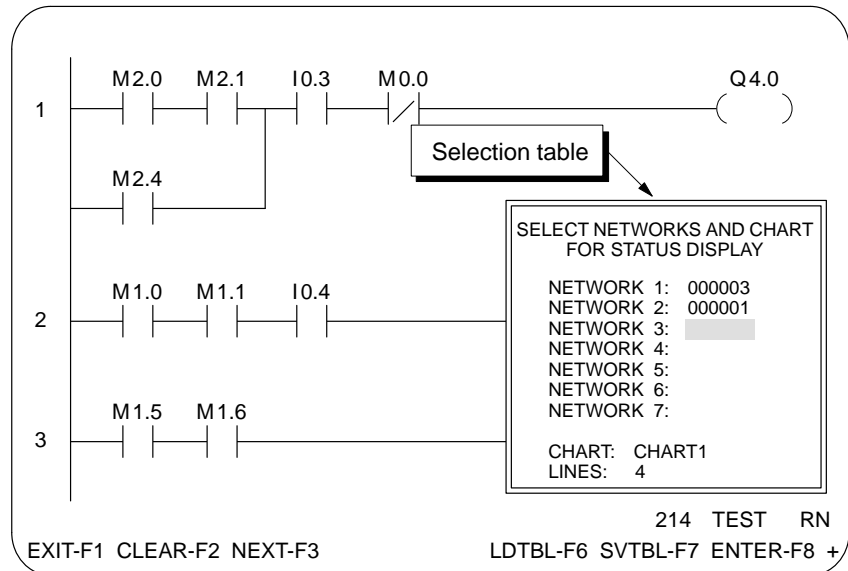 M2.0 M2.1 I0.3 M0.0 Q4.0
1
Selection table
M2.4
SELECT NETWORKS AND CHART
FOR STATUS DISPLAY
NETWORK 1: 000003
NETWORK 2: 000001
NETWORK 3:
NETWORK 4:
NETWORK 5:
NETWORK 6:
NETWORK 7:
CHART: CHART1
LINES: 4
M1.0 M1.1 I0.4
2
M1.5 M1.6
3
214 TEST RN
EXIT-F1 CLEAR-F2 NEXT-F3 LDTBL-F6 SVTBL-F7 ENTER-F8 +